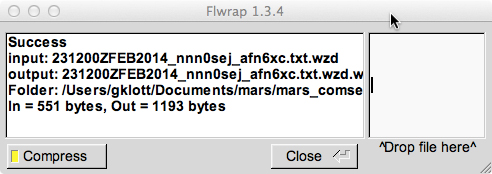 Flwrap 1.3.4
Success
input: 231200ZFEB2014_nnn0sej_afn6xc.txt.wzd
output: 231200ZFEB2014_nnn0sej_afn6xc.txt.wzd.w
Folder: /Users/gklott/Documents/mars/mars_comse
In = 551 bytes, Out = 1193 bytes
Compress
Close
^Drop file here^